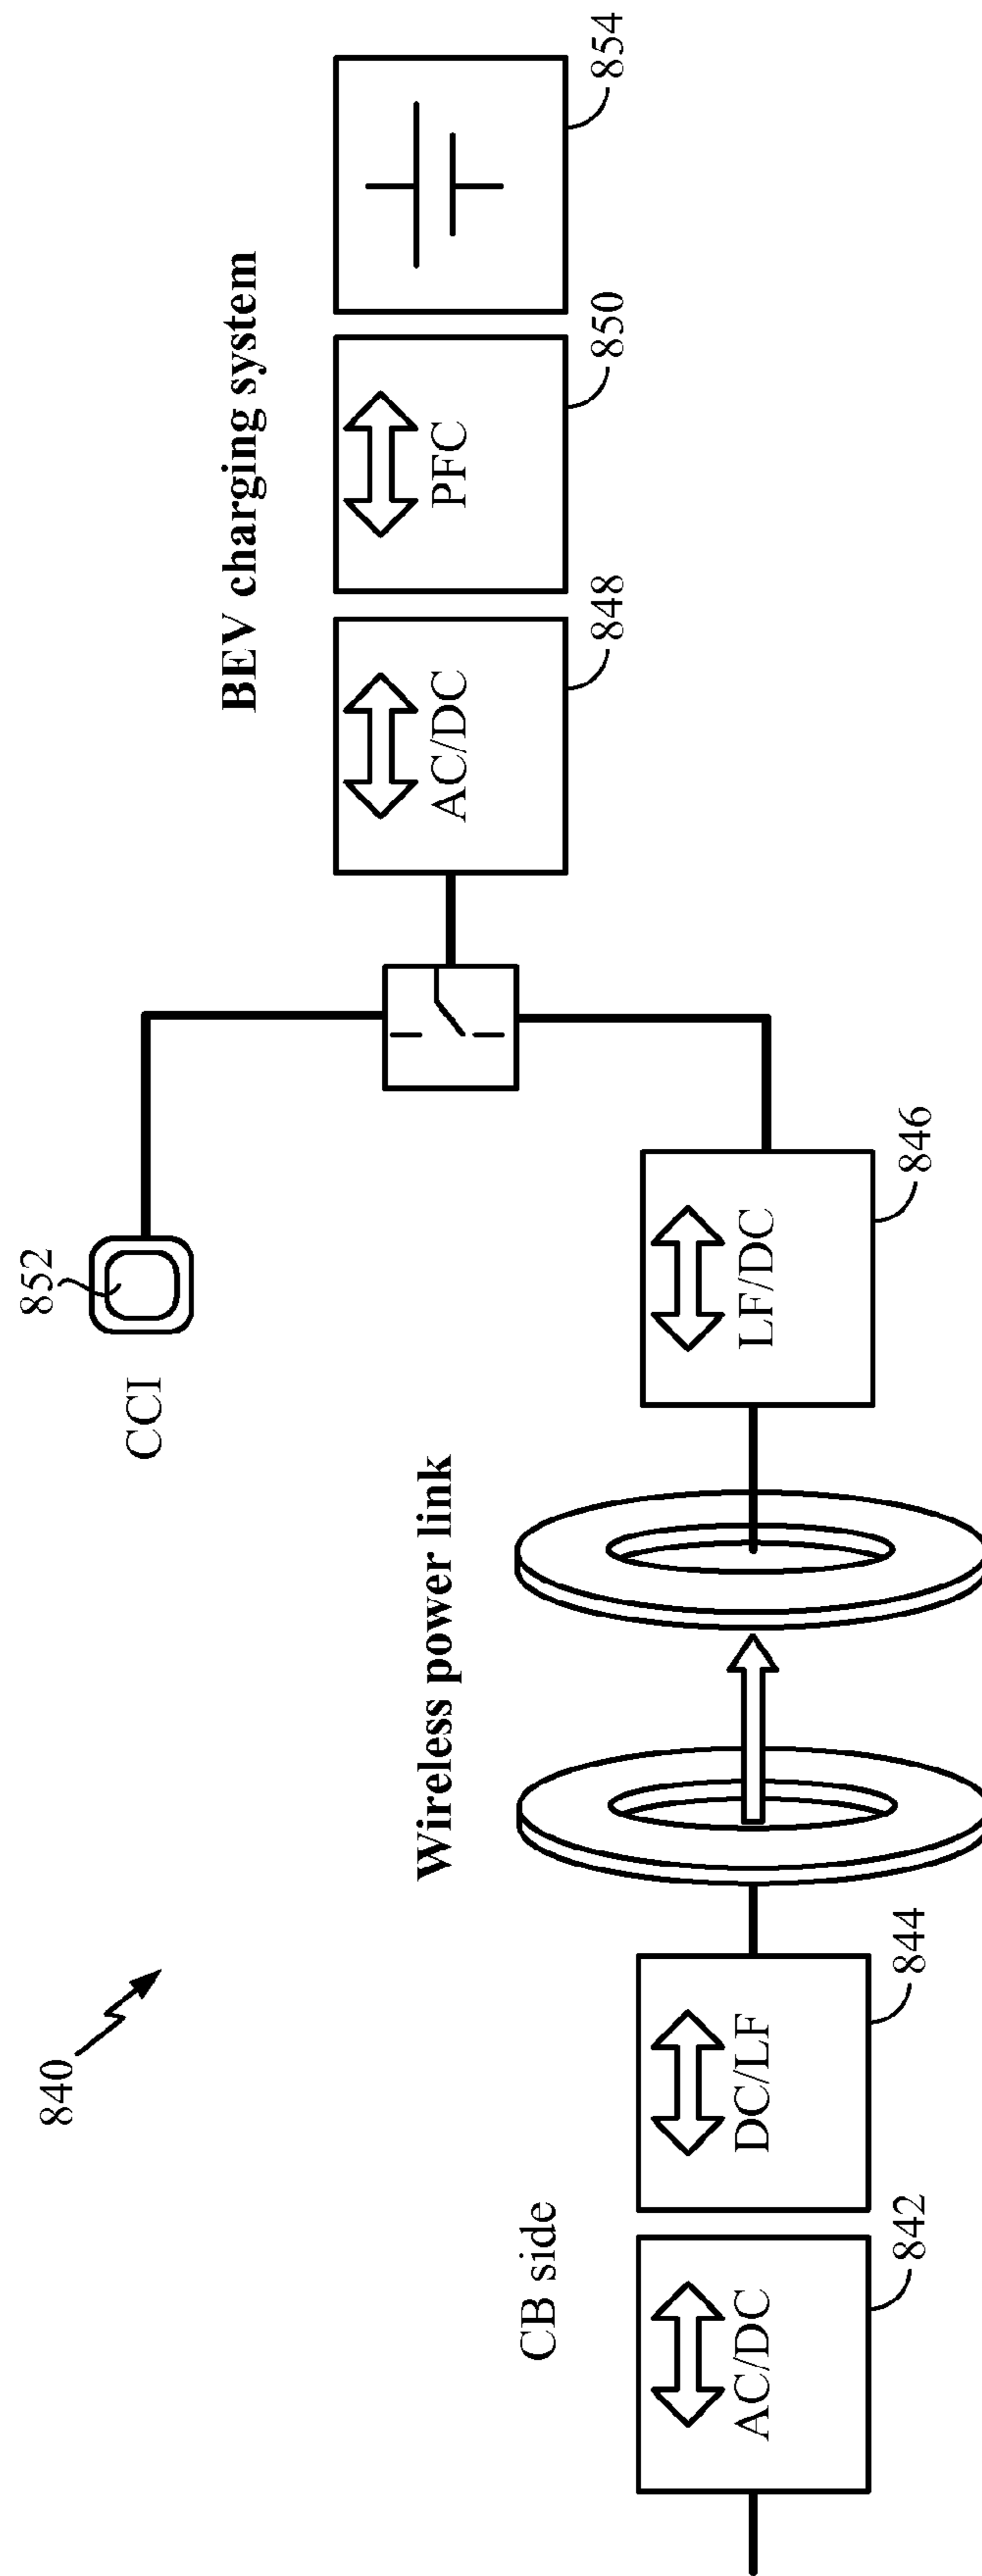 840
CB side
AC/DC
842
DC/LF
844
Wireless power link
LF/DC
846
CCI
852
BEV charging system
AC/DC
848
PFC
850
854